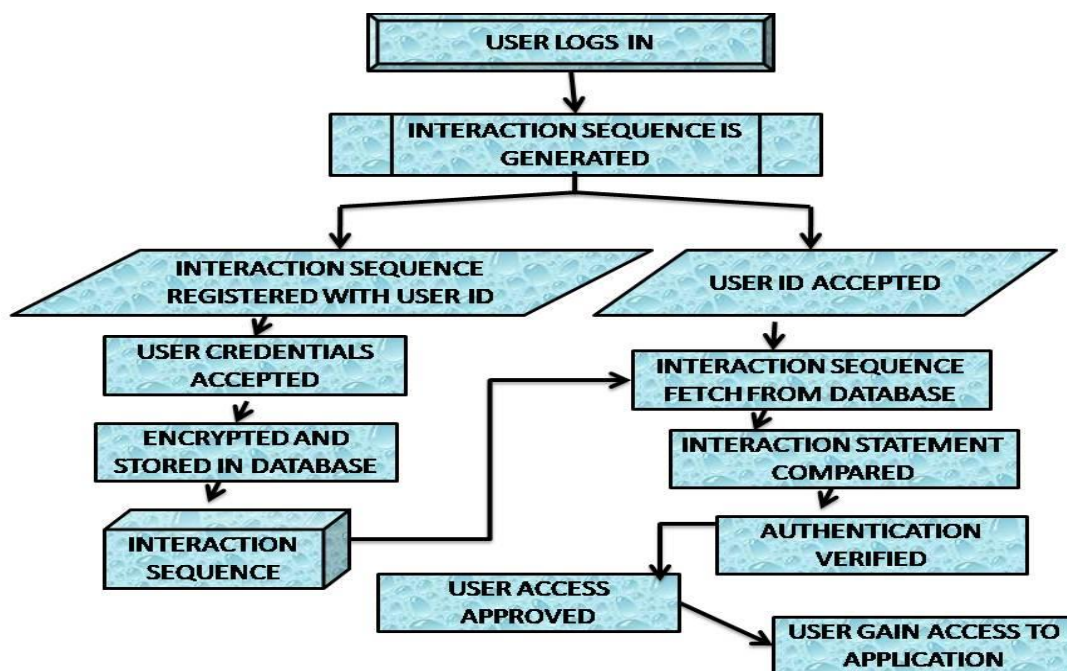 USER LOGS IN
INTERACTION SEQUENCE IS
GENERATED
INTERACTION SEQUENCE
REGISTERED WITH USER ID
USER ID ACCEPTED
USER CREDENTIALS
ACCEPTED
INTERACTION SEQUENCE
FETCH FROM DATABASE
ENCRYPTED AND
STORED IN DATABASE
INTERACTION STATEMENT
COMPARED
INTERACTION
SEQUENCE
AUTHENTICATION
VERIFIED
USER ACCESS
APPROVED
USER GAIN ACCESS TO
APPLICATION